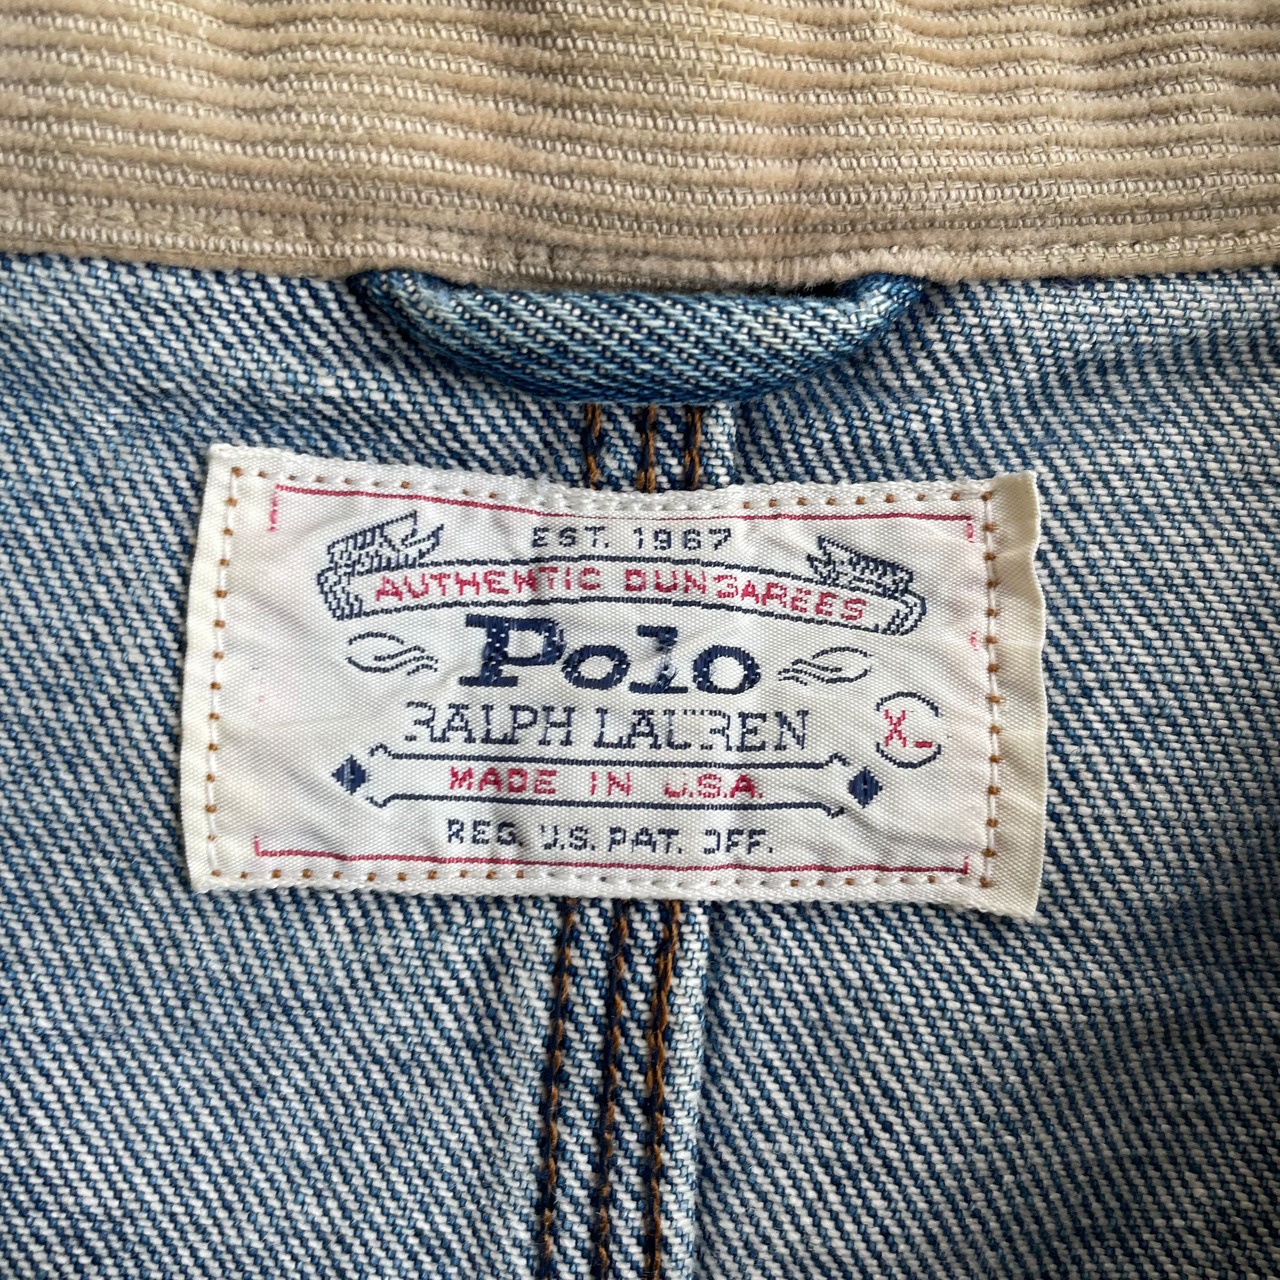 EST. 1967
AUTHENTIC DUNGAREES
Polo
RALPH LAUREN
XL
MADE IN U.S.A.
REG. U.S. PAT. OFF.